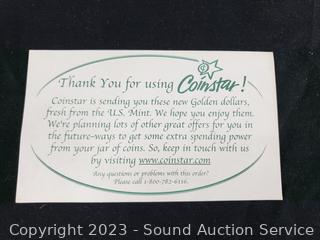 Thank You for using Coinstar!
Coinstar is sending you these new Golden dollars,
fresh from the U.S. Mint. We hope you enjoy them.
We're planning lots of other great offers for you in
the future-ways to get some extra spending power
from your jar of coins. So, keep in touch with us
by visiting www.coinstar.com
Any questions or problems with this order?
Please call 1-800-782-6116.
Copyright 2023 - Sound Auction Service